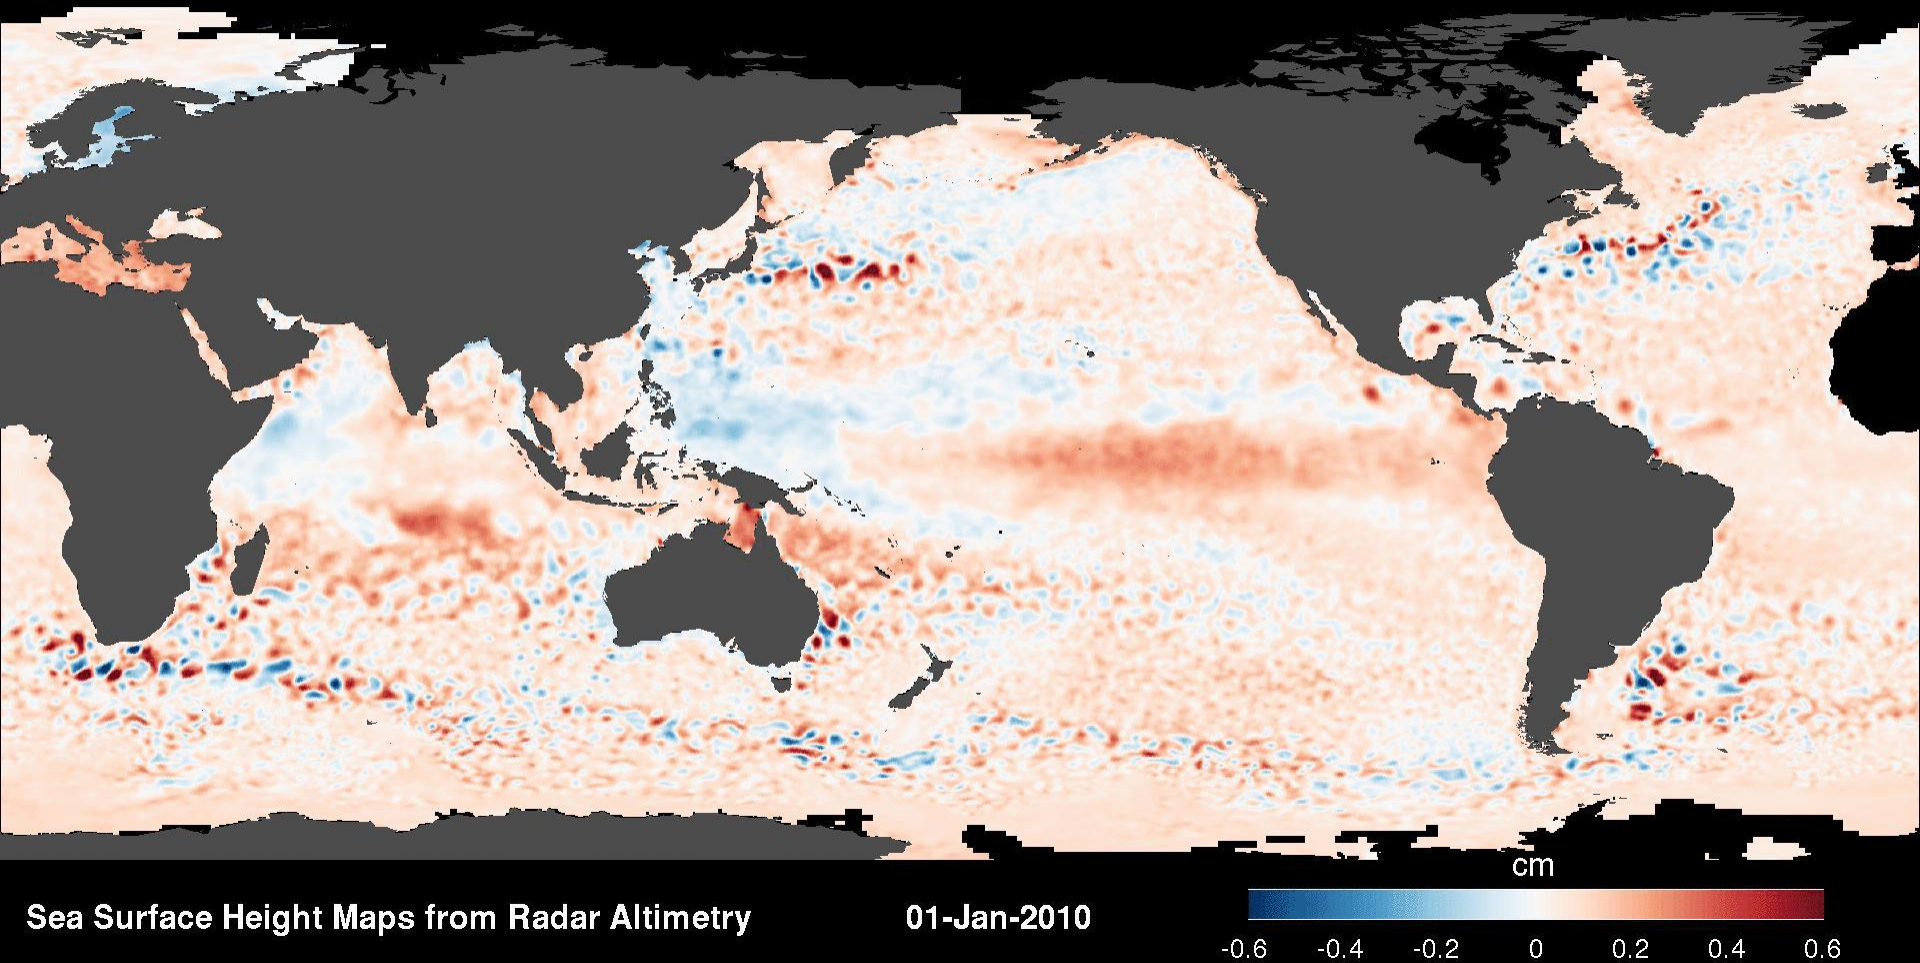 cm
Sea Surface Height Maps from Radar Altimetry 01-Jan-2010
-0.6 -0.4 -0.2 0 0.2 0.4 0.6